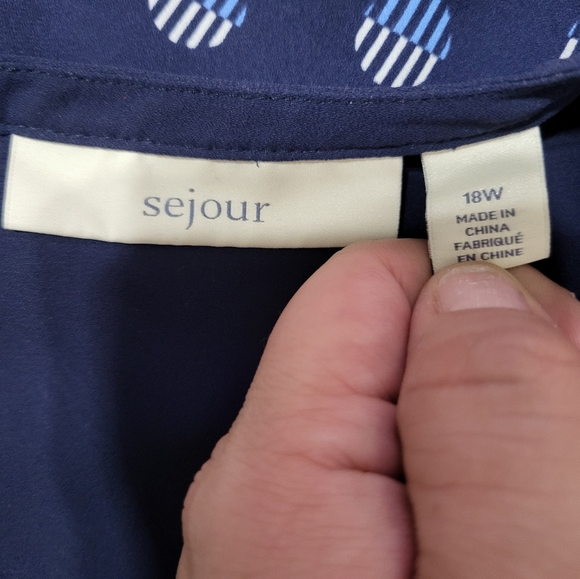 sejour
18W
MADE IN
CHINA
FABRIQUÉ
EN CHINE